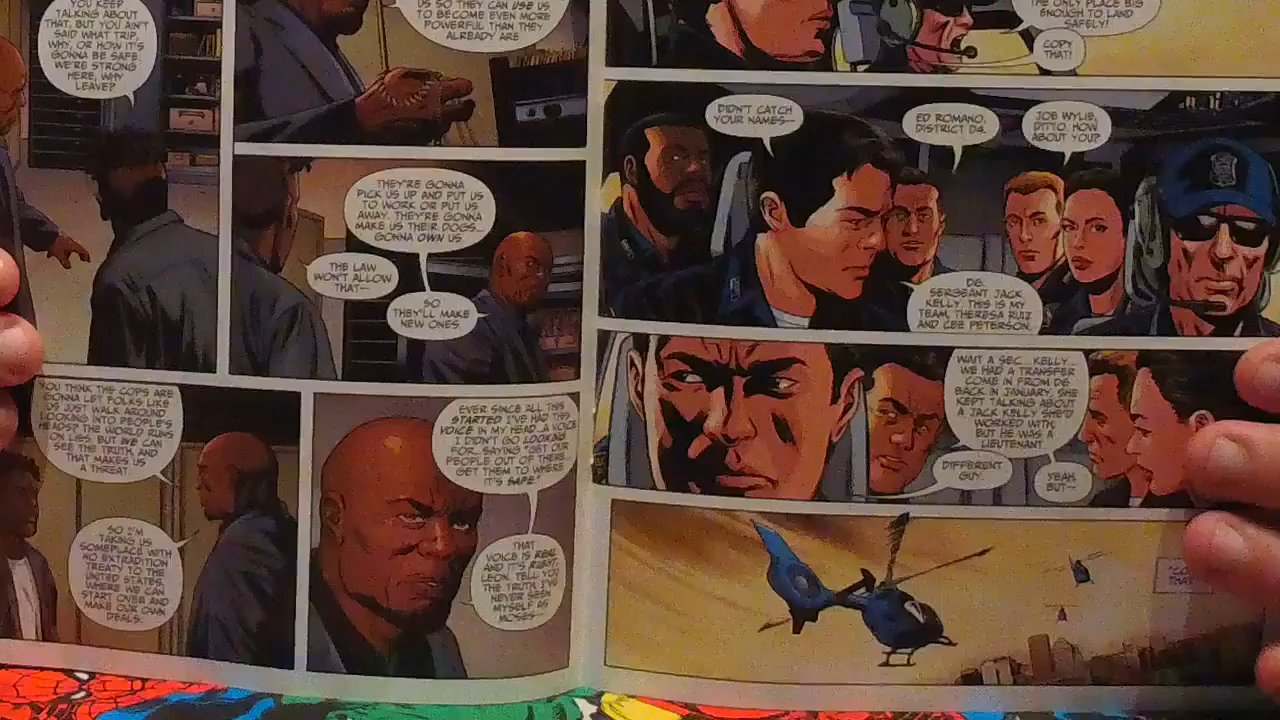 YOU KEEP
TALKING ABOUT
THAT, BUT YOU AIN'T
SAID WHAT TRIP,
WHY, OR HOW IT'S
GONNA BE SAFE.
WE'RE STRONG
HERE, WHY
LEAVE?
US SO THEY CAN USE US
TO BECOME EVEN MORE
POWERFUL THAN THEY
ALREADY ARE
THEY'RE GONNA
PICK US UP AND PUT US
TO WORK OR PUT US
AWAY. THEY'RE GONNA
MAKE US THEIR DOGS...
GONNA OWN US
THE LAW
WON'T ALLOW
THAT--
SO
THEY'LL MAKE
NEW ONES.
YOU THINK THE COPS ARE
GONNA LET FOLKS LIKE
US JUST WALK AROUND
LOOKING INTO PEOPLE'S
HEADS? THE WORLD RUNS
ON LIES, BUT WE CAN
SEE THE TRUTH, AND
THAT MAKES US
A THREAT
SO I'M
TAKING US
SOMEPLACE WITH
NO EXTRADITION
TREATY TO THE
UNITED STATES,
WHERE WE CAN
START OVER AND
MAKE OUR OWN
DEALS.
EVER SINCE ALL THIS
STARTED I'VE HAD THIS
VOICE IN MY HEAD...A VOICE
I DIDN'T GO LOOKING
FOR...SAYING "GET OUR
PEOPLE OUT OF THERE...
GET THEM TO WHERE
IT'S SAFE."
THAT
VOICE IS REAL
AND IT'S RIGHT,
LEON. TELL YOU
THE TRUTH, I'VE
NEVER SEEN
MYSELF AS
MOSES--
THE ONLY PLACE BIG
ENOUGH TO LAND
SAFELY!
COPY
THAT!
DIDN'T CATCH
YOUR NAMES--
ED ROMANO,
DISTRICT D4.
JOE WYLIE,
DITTO. HOW
ABOUT YOU?
D6.
SERGEANT JACK
KELLY. THIS IS MY
TEAM, THERESA RUIZ
AND LEE PETERSON.
WAIT A SEC...KELLY...
WE HAD A TRANSFER
COME IN FROM D6
BACK IN JANUARY. SHE
KEPT TALKING ABOUT
A JACK KELLY SHE'D
WORKED WITH,
BUT HE WAS A
LIEUTENANT
DIFFERENT
GUY.
YEAH,
BUT--